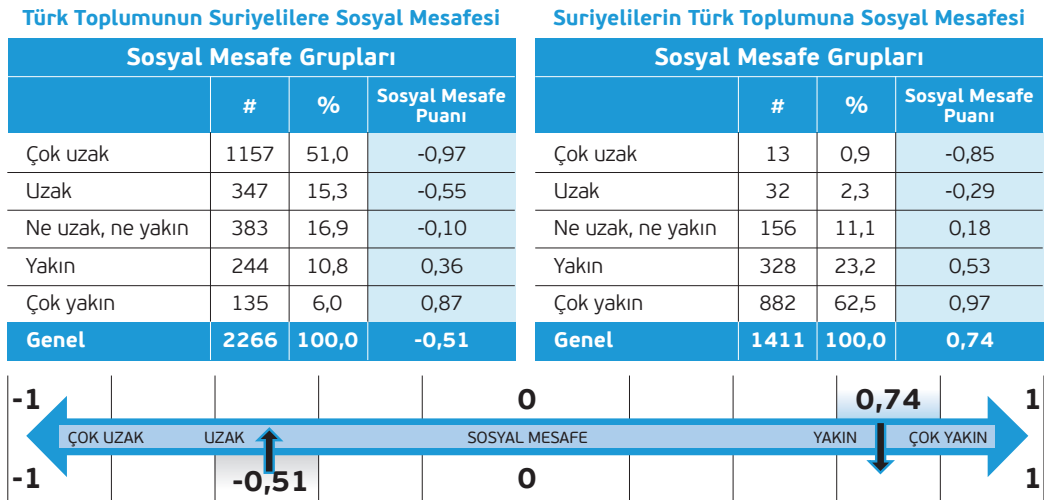 Türk Toplumunun Suriyelilere Sosyal Mesafesi
Sosyal Mesafe Grupları
# % Sosyal Mesafe Puanı
Çok uzak 1157 51,0 -0,97
Uzak 347 15,3 -0,55
Ne uzak, ne yakın 383 16,9 -0,10
Yakın 244 10,8 0,36
Çok yakın 135 6,0 0,87
Genel 2266 100,0 -0,51
Suriyelilerin Türk Toplumuna Sosyal Mesafesi
Sosyal Mesafe Grupları
# % Sosyal Mesafe Puanı
Çok uzak 13 0,9 -0,85
Uzak 32 2,3 -0,29
Ne uzak, ne yakın 156 11,1 0,18
Yakın 328 23,2 0,53
Çok yakın 882 62,5 0,97
Genel 1411 100,0 0,74
-1 0 0,74 1
ÇOK UZAK UZAK SOSYAL MESAFE YAKIN ÇOK YAKIN
-1 -0,51 0 1